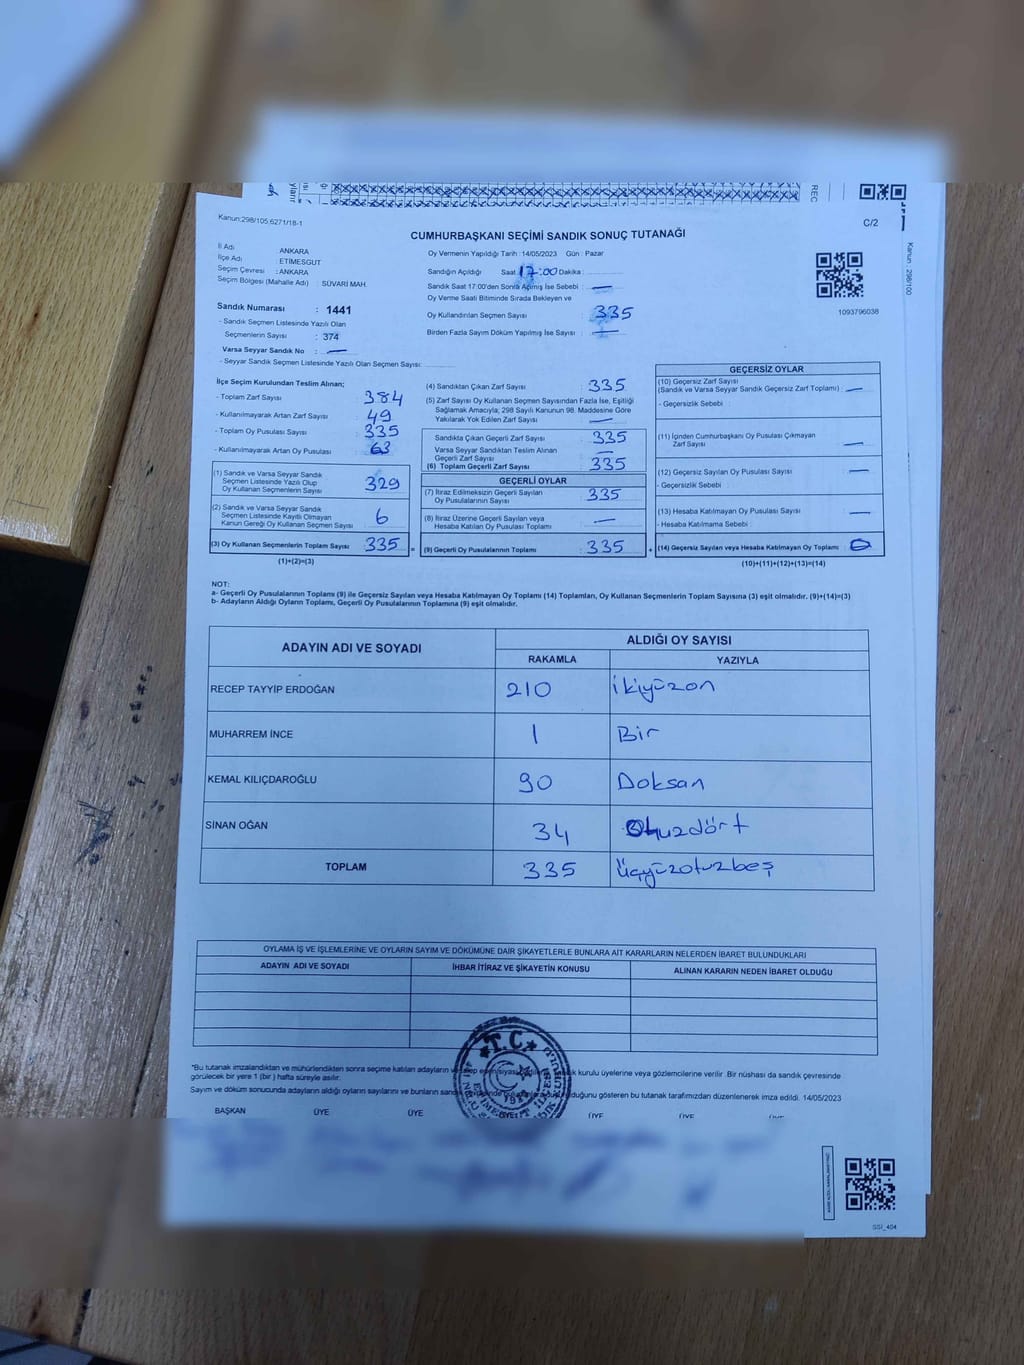 REC
Kanun;298/105,6271/18-1
C/2
CUMHURBAŞKANI SEÇİMİ SANDIK SONUÇ TUTANAĞI
Kanun : 298/100
İl Adı : ANKARA
İlçe Adı : ETİMESGUT
Seçim Çevresi : ANKARA
Seçim Bölgesi (Mahalle Adı) : SÜVARİ MAH.
Oy Vermenin Yapıldığı Tarih :14/05/2023 Gün : Pazar
Sandığın Açıldığı Saat 17:00 Dakika :
Sandık Saat 17:00'den Sonra Açılmış İse Sebebi : —
Oy Verme Saati Bitiminde Sırada Bekleyen ve
Oy Kullandırılan Seçmen Sayısı : 335
Birden Fazla Sayım Döküm Yapılmış İse Sayısı : —
1093796038
Sandık Numarası : 1441
- Sandık Seçmen Listesinde Yazılı Olan
Seçmenlerin Sayısı : 374
Varsa Seyyar Sandık No : —
- Seyyar Sandık Seçmen Listesinde Yazılı Olan Seçmen Sayısı:
İlçe Seçim Kurulundan Teslim Alınan;
- Toplam Zarf Sayısı : 384
- Kullanılmayarak Artan Zarf Sayısı : 49
- Toplam Oy Pusulası Sayısı : 335
- Kullanılmayarak Artan Oy Pusulası : 63
(1) Sandık ve Varsa Seyyar Sandık
Seçmen Listesinde Yazılı Olup
Oy Kullanan Seçmenlerin Sayısı : 329
(2) Sandık ve Varsa Seyyar Sandık
Seçmen Listesinde Kayıtlı Olmayan
Kanun Gereği Oy Kullanan Seçmen Sayısı : 6
(3) Oy Kullanan Seçmenlerin Toplam Sayısı : 335 =
(1)+(2)=(3)
(4) Sandıktan Çıkan Zarf Sayısı : 335
(5) Zarf Sayısı Oy Kullanan Seçmen Sayısından Fazla İse, Eşitliği
Sağlamak Amacıyla; 298 Sayılı Kanunun 98. Maddesine Göre
Yakılarak Yok Edilen Zarf Sayısı : —
Sandıkta Çıkan Geçerli Zarf Sayısı : 335
Varsa Seyyar Sandıktan Teslim Alınan
Geçerli Zarf Sayısı : —
(6) Toplam Geçerli Zarf Sayısı : 335
GEÇERLİ OYLAR
(7) İtiraz Edilmeksizin Geçerli Sayılan
Oy Pusulalarının Sayısı : 335
(8) İtiraz Üzerine Geçerli Sayılan veya
Hesaba Katılan Oy Pusulası Toplamı : —
(9) Geçerli Oy Pusulalarının Toplamı : 335 +
GEÇERSİZ OYLAR
(10) Geçersiz Zarf Sayısı
(Sandık ve Varsa Seyyar Sandık Geçersiz Zarf Toplamı) : —
- Geçersizlik Sebebi :
(11) İçinden Cumhurbaşkanı Oy Pusulası Çıkmayan
Zarf Sayısı : —
(12) Geçersiz Sayılan Oy Pusulası Sayısı : —
- Geçersizlik Sebebi :
(13) Hesaba Katılmayan Oy Pusulası Sayısı : —
- Hesaba Katılmama Sebebi :
(14) Geçersiz Sayılan veya Hesaba Katılmayan Oy Toplamı : 0
(10)+(11)+(12)+(13)=(14)
NOT:
a- Geçerli Oy Pusulalarının Toplamı (9) ile Geçersiz Sayılan veya Hesaba Katılmayan Oy Toplamı (14) Toplamları, Oy Kullanan Seçmenlerin Toplam Sayısına (3) eşit olmalıdır. (9)+(14)=(3)
b- Adayların Aldığı Oyların Toplamı, Geçerli Oy Pusulalarının Toplamına (9) eşit olmalıdır.
ADAYIN ADI VE SOYADI ALDIĞI OY SAYISI
RAKAMLA YAZIYLA
RECEP TAYYİP ERDOĞAN 210 ikiyüzon
MUHARREM İNCE 1 Bir
KEMAL KILIÇDAROĞLU 90 Doksan
SİNAN OĞAN 34 Otuzdört
TOPLAM 335 Üçyüzotuzbeş
OYLAMA İŞ VE İŞLEMLERİNE VE OYLARIN SAYIM VE DÖKÜMÜNE DAİR ŞİKAYETLERLE BUNLARA AİT KARARLARIN NELERDEN İBARET BULUNDUKLARI
ADAYIN ADI VE SOYADI İHBAR İTİRAZ VE ŞİKAYETİN KONUSU ALINAN KARARIN NEDEN İBARET OLDUĞU
T.C.
*Bu tutanak imzalandıktan ve mühürlendikten sonra seçime katılan adayların kurulu üyelerine veya gözlemcilerine verilir .Bir nüshası da sandık çevresinde
görülecek bir yere 1 (bir ) hafta süreyle asılır.
Sayım ve döküm sonucunda adayların aldığı oyların sayılarını ve bunların olduğunu gösteren bu tutanak tarafımızdan düzenlenerek imza edildi. 14/05/2023
BAŞKAN ÜYE ÜYE ÜYE ÜYE ÜYE
SSİ_404